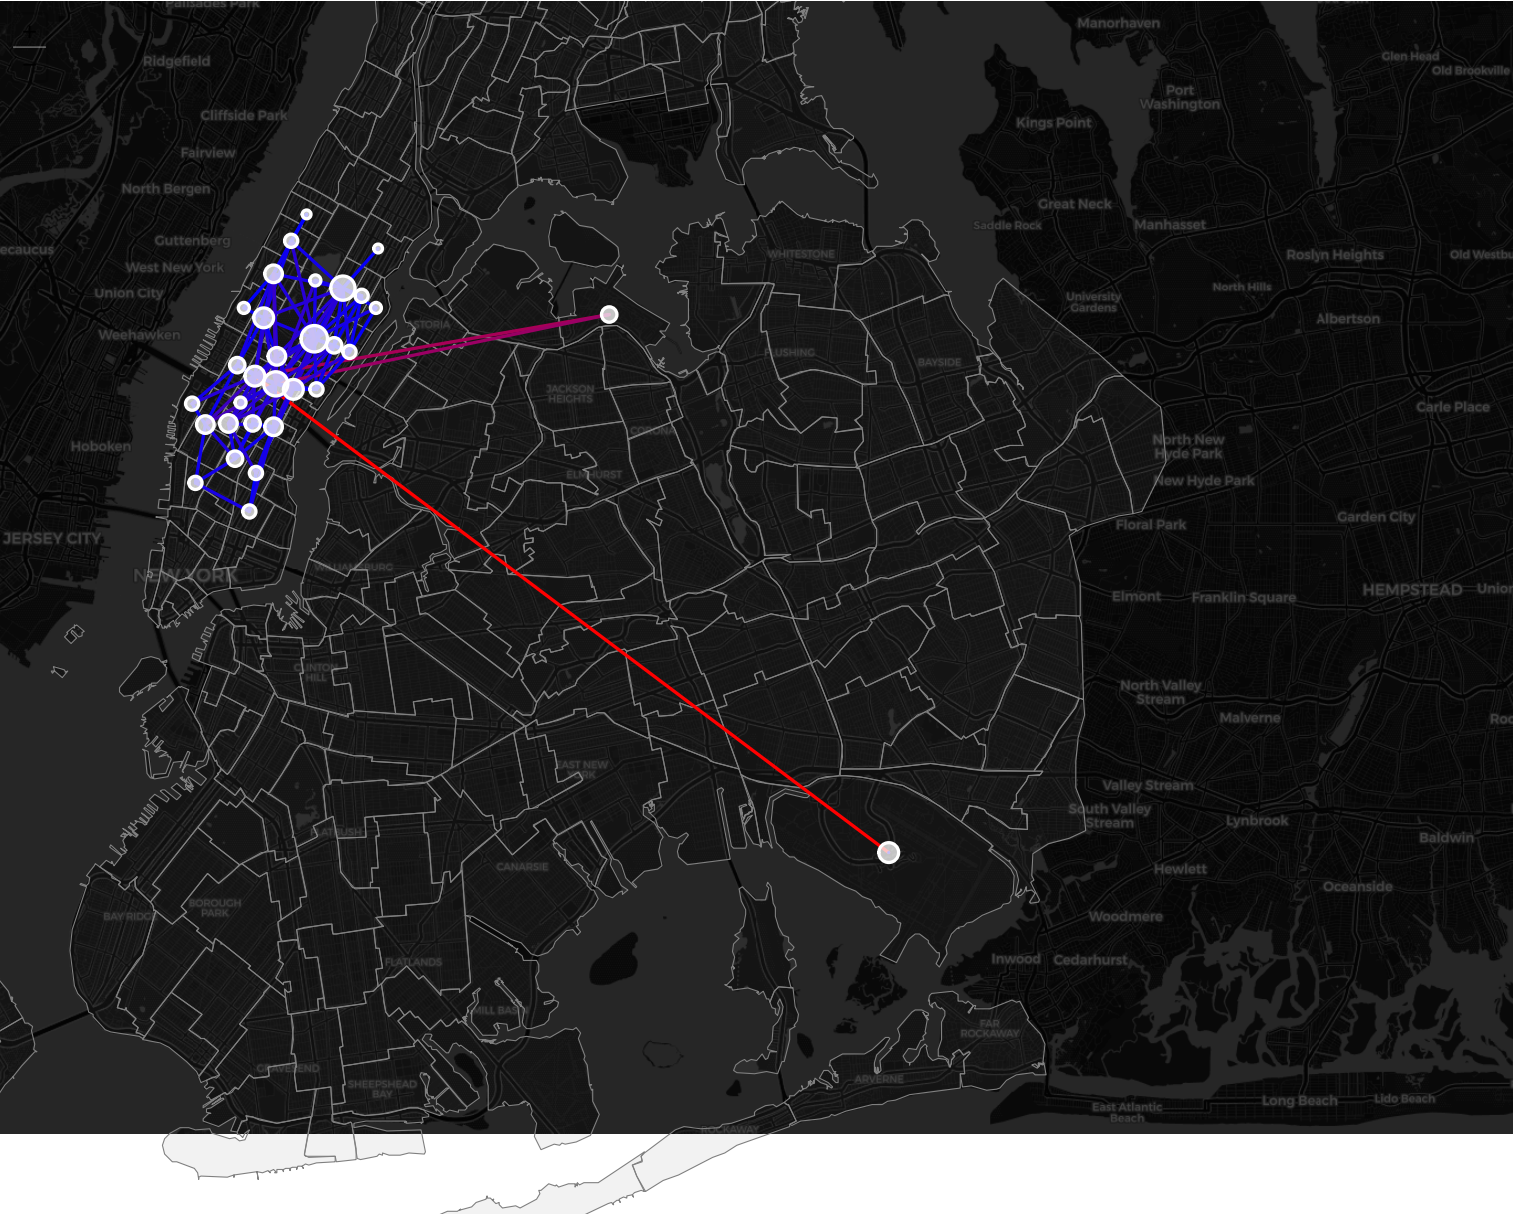 Palisades Park
Manorhaven
Ridgefield
Glen Head
Old Brookville
Port
Washington
Cliffside Park
Kings Point
Fairview
North Bergen
Great Neck
Saddle Rock
Manhasset
Guttenberg
ecaucus
WHITESTONE
Roslyn Heights
Old Westbu
West New York
Union City
North Hills
University
Gardens
Albertson
Weehawken
STORIA
FLUSHING
BAYSIDE
JACKSON
HEIGHTS
Carle Place
CORONA
Hoboken
North New
Hyde Park
ELMHURST
New Hyde Park
Garden City
Floral Park
JERSEY CITY
WILLIAMSBURG
NEW YORK
HEMPSTEAD
Union
Elmont
Franklin Square
CLINTON
HILL
North Valley
Stream
Malverne
Roc
EAST NEW
YORK
Valley Stream
South Valley
Stream
Lynbrook
Baldwin
FLATBUSH
CANARSIE
Hewlett
Oceanside
BOROUGH
PARK
BAY RIDGE
Woodmere
FLATLANDS
Inwood
Cedarhurst
MILL BASIN
FAR
ROCKAWAY
GRAVESEND
SHEEPSHEAD
BAY
ARVERNE
East Atlantic
Beach
Long Beach
Lido Beach
ROCKAWAY